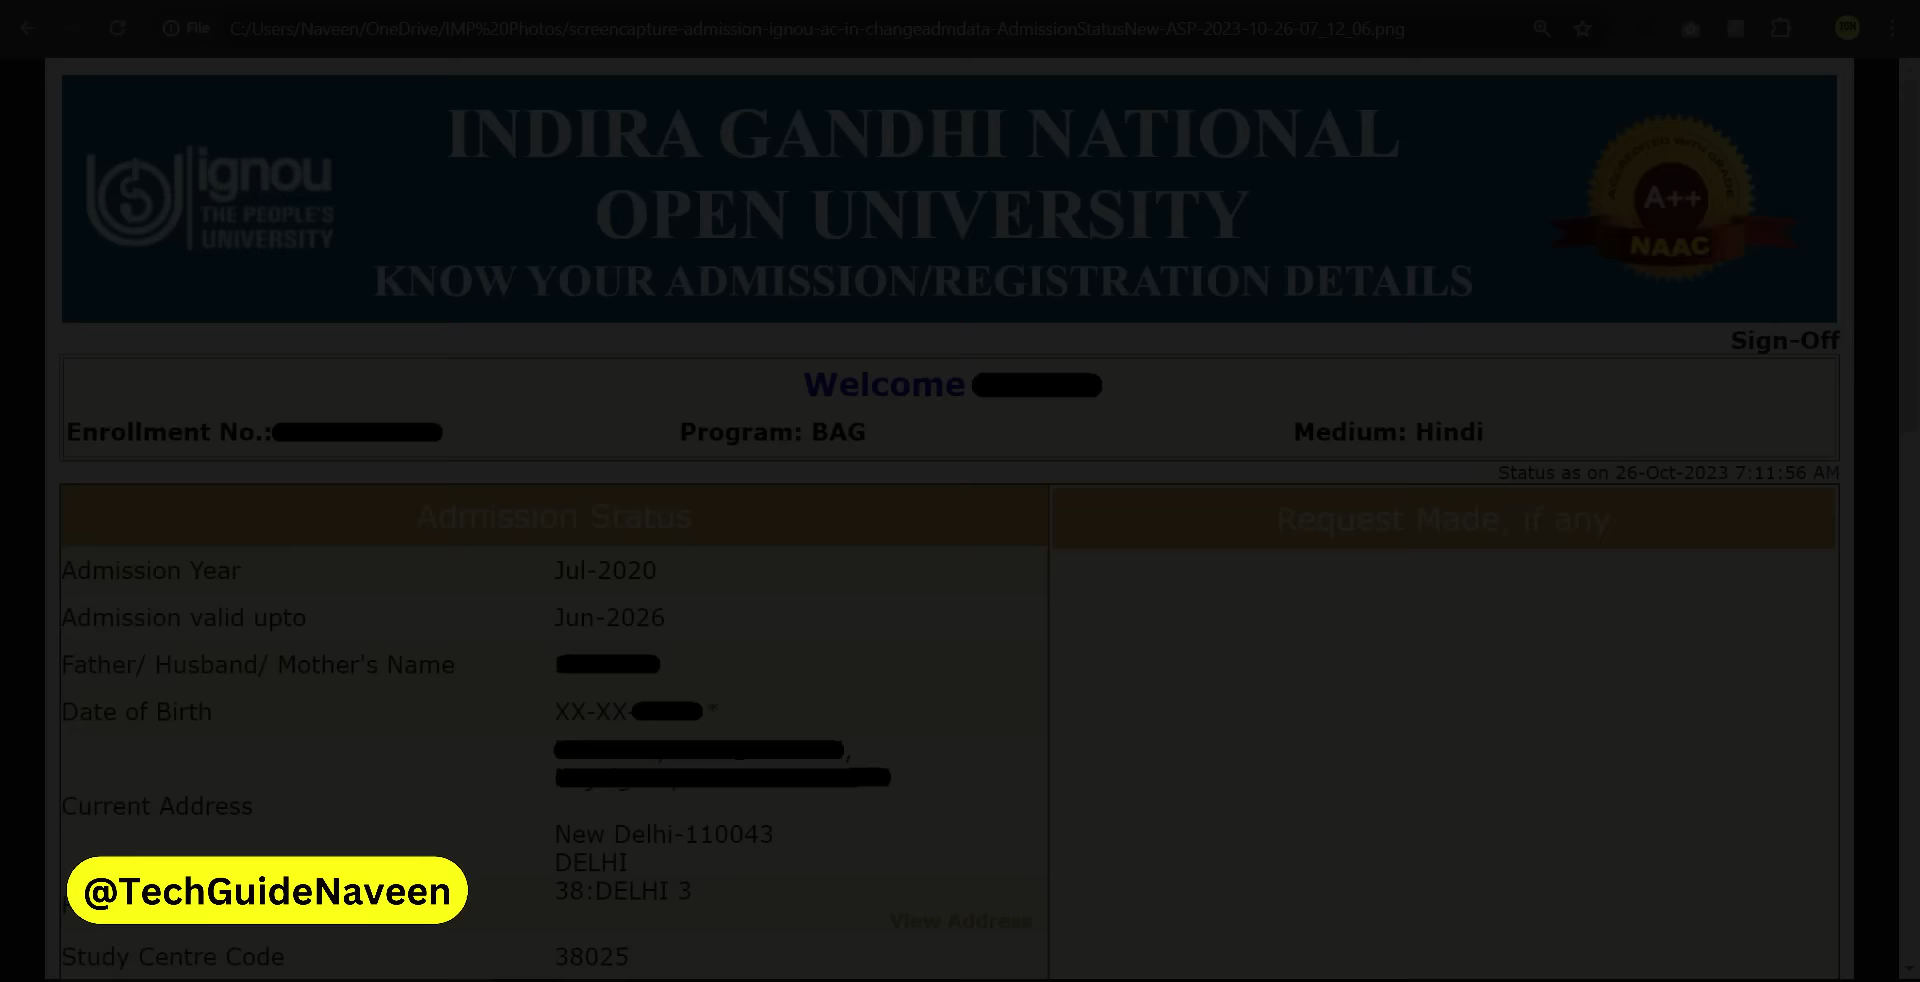 File C:/Users/Naveen/OneDrive/IMP%20Photos/screencapture-admission-ignou-ac-in-changeadmdata-AdmissionStatusNew-ASP-2023-10-26-07_12_06.png
INDIRA GANDHI NATIONAL
OPEN UNIVERSITY
KNOW YOUR ADMISSION/REGISTRATION DETAILS
ignou
THE PEOPLE'S
UNIVERSITY
ACCREDITED WITH GRADE
A++
NAAC
Sign-Off
Welcome
Enrollment No.: Program: BAG Medium: Hindi
Status as on 26-Oct-2023 7:11:56 AM
Admission Status Request Made, if any
Admission Year Jul-2020
Admission valid upto Jun-2026
Father/ Husband/ Mother's Name
Date of Birth XX-XX- *
Current Address
New Delhi-110043
DELHI
38:DELHI 3
@TechGuideNaveen
View Address
Study Centre Code 38025